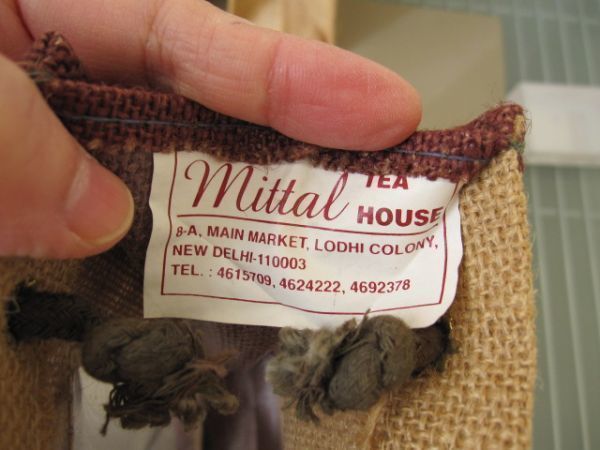 Mittal TEA HOUSE
8-A, MAIN MARKET, LODHI COLONY,
NEW DELHI-110003
TEL. : 4615709, 4624222, 4692378